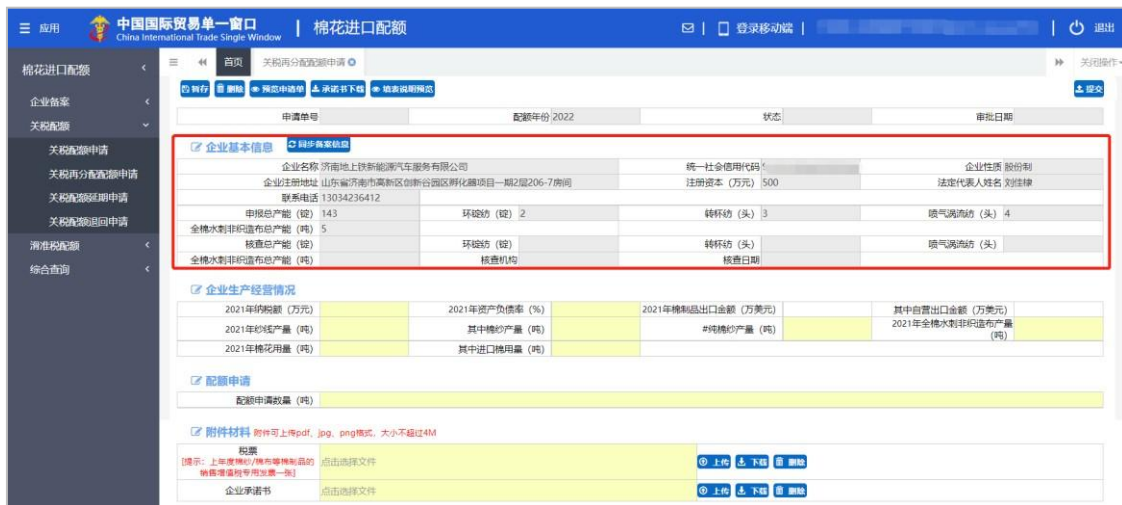 应用 中国国际贸易单一窗口 China International Trade Single Window | 棉花进口配额 登录移动端 | 退出
棉花进口配额
企业备案
关税配额
关税配额申请
关税再分配配额申请
关税配额延期申请
关税配额退回申请
滑准税配额
综合查询
首页 关税再分配配额申请 关闭操作
暂存 删除 预览申请单 承诺书下载 填表说明预览 提交
申请单号 配额年份 2022 状态 审批日期
企业基本信息 同步备案信息
企业名称 济南地上铁新能源汽车服务有限公司 统一社会信用代码 企业性质 股份制
企业注册地址 山东省济南市高新区创新谷园区孵化器项目一期2层206-7房间 注册资本（万元） 500 法定代表人姓名 刘佳棣
联系电话 13034236412
申报总产能（锭） 143 环锭纺（锭） 2 转杯纺（头） 3 喷气涡流纺（头） 4
全棉水刺非织造布总产能（吨） 5
核查总产能（锭） 环锭纺（锭） 转杯纺（头） 喷气涡流纺（头）
全棉水刺非织造布总产能（吨） 核查机构 核查日期
企业生产经营情况
2021年纳税额（万元） 2021年资产负债率（%） 2021年棉制品出口金额（万美元） 其中自营出口金额（万美元）
2021年纱线产量（吨） 其中棉纱产量（吨） #纯棉纱产量（吨） 2021年全棉水刺非织造布产量（吨）
2021年棉花用量（吨） 其中进口棉用量（吨）
配额申请
配额申请数量（吨）
附件材料 附件可上传pdf、jpg、png格式，大小不超过4M
税票
[提示：上年度棉纱/棉布等棉制品的销售增值税专用发票一张] 点击选择文件 上传 下载 删除
企业承诺书 点击选择文件 上传 下载 删除